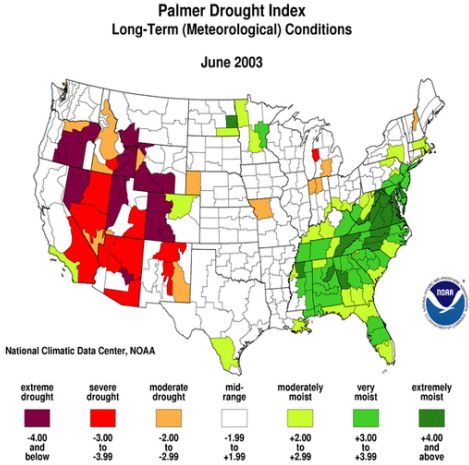 Palmer Drought Index
Long-Term (Meteorological) Conditions
June 2003
NOAA
National Climatic Data Center, NOAA
extreme drought
severe drought
moderate drought
mid-range
moderately moist
very moist
extremely moist
-4.00 and below
-3.00 to -3.99
-2.00 to -2.99
-1.99 to +1.99
+2.00 to +2.99
+3.00 to +3.99
+4.00 and above